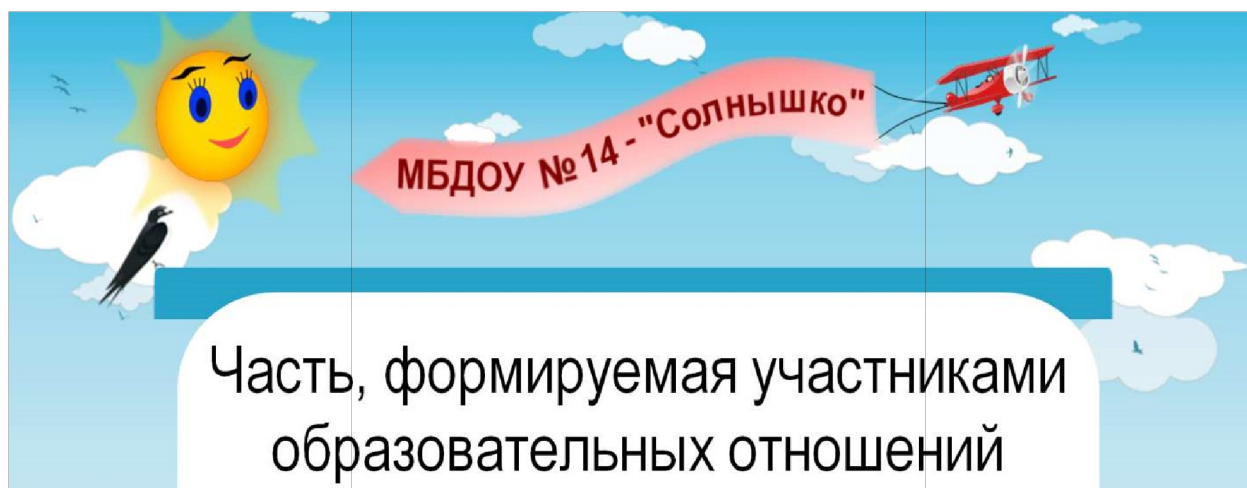 МБДОУ №14 - "Солнышко"
Часть, формируемая участниками
образовательных отношений